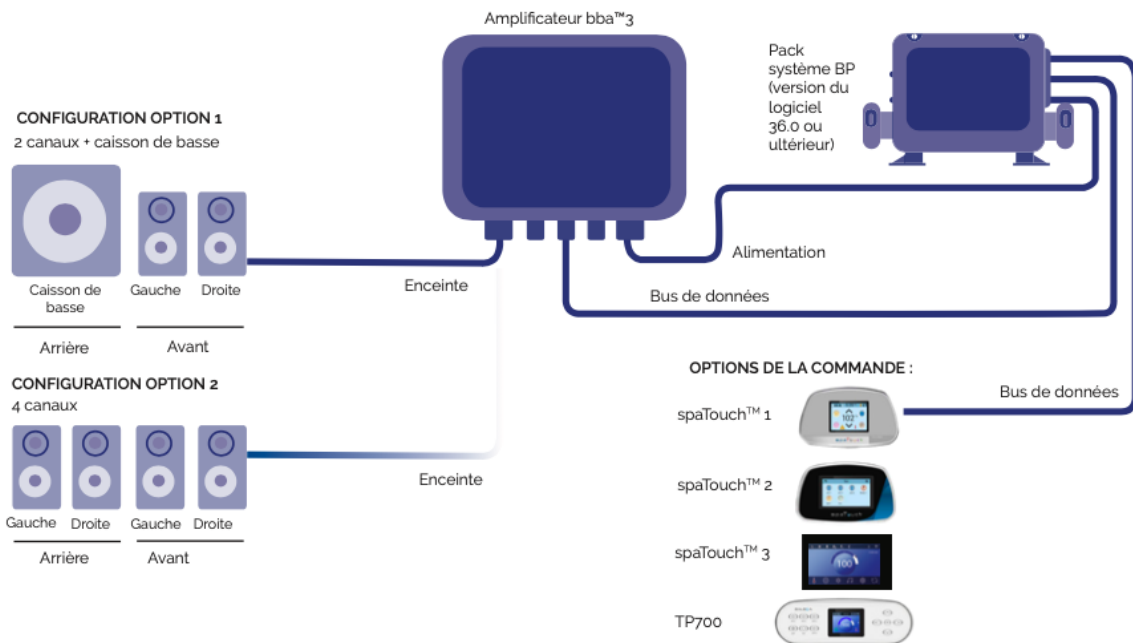 Amplificateur bba™3
Pack
système BP
(version du
logiciel
36.0 ou
ultérieur)
CONFIGURATION OPTION 1
2 canaux + caisson de basse
Caisson de
basse
Gauche
Droite
Arrière
Avant
Enceinte
Alimentation
Bus de données
CONFIGURATION OPTION 2
4 canaux
Gauche
Droite
Gauche
Droite
Arrière
Avant
Enceinte
OPTIONS DE LA COMMANDE :
Bus de données
spaTouch™ 1
102
spaTouch™ 2
spaTouch™ 3
100
TP700